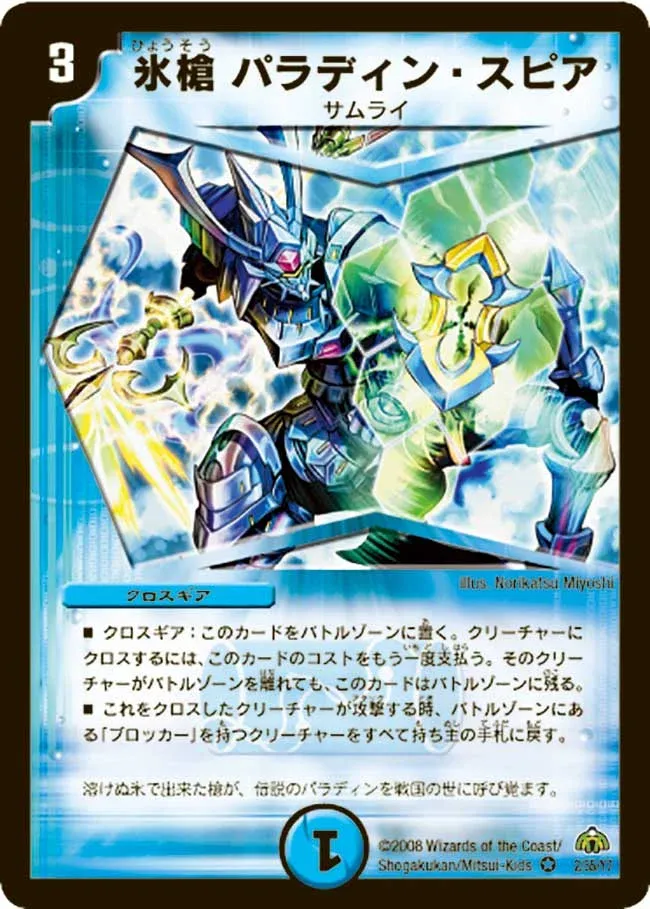 3
ひょうそう
氷槍 パラディン・スピア
サムライ
illus. Norikatsu Miyoshi
クロスギア
■ クロスギア：このカードをバトルゾーンに置く。クリーチャーに
クロスするには、このカードのコストをもう一度支払う。そのクリー
チャーがバトルゾーンを離れても、このカードはバトルゾーンに残る。
■ これをクロスしたクリーチャーが攻撃する時、バトルゾーンにあ
る「ブロッカー」を持つクリーチャーをすべて持ち主の手札に戻す。
溶けぬ氷で出来た槍が、伝説のパラディンを戦国の世に呼び覚ます。
1
©2008 Wizards of the Coast/
Shogakukan/Mitsui-Kids